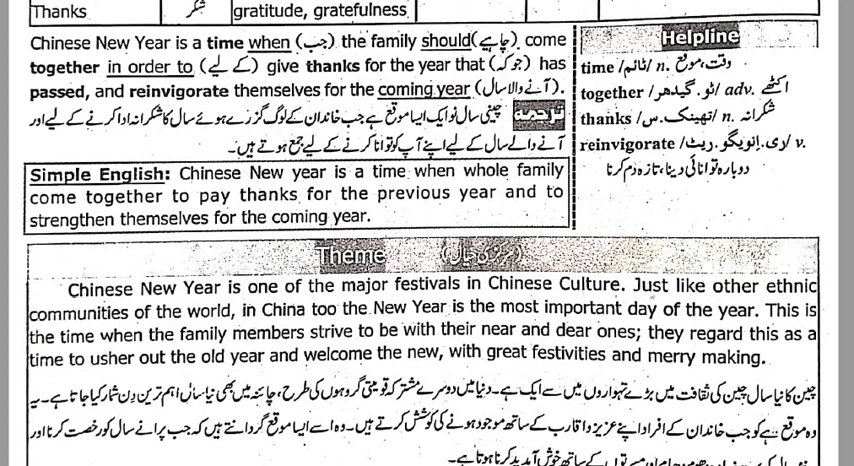 Thanks شکر gratitude, gratefulness
Chinese New Year is a time when (جب) the family should (چاہیے) come
together in order to (کے لیے) give thanks for the year that (جو کہ) has
passed, and reinvigorate themselves for the coming year (آنے والا سال).
ترجمہ چینی سالِ نو ایک ایسا موقع ہے جب خاندان کے لوگ گزرے ہوئے سال کا شکرانہ ادا کرنے کے لیے اور
آنے والے سال کے لیے اپنے آپ کو توانا کرنے کے لیے جمع ہوتے ہیں۔
Simple English: Chinese New year is a time when whole family
come together to pay thanks for the previous year and to
strengthen themselves for the coming year.
Helpline
time /ٹائم/ n. وقت، موقع
together /ٹو.گیدھر/ adv. اکٹھے
thanks /تھینک.س/ n. شکرانہ
reinvigorate /ری.اِنویگو.ریٹ/ v.
دوبارہ توانائی دینا، تازہ دم کرنا
Theme (مرکزی خیال)
Chinese New Year is one of the major festivals in Chinese Culture. Just like other ethnic
communities of the world, in China too the New Year is the most important day of the year. This is
the time when the family members strive to be with their near and dear ones; they regard this as a
time to usher out the old year and welcome the new, with great festivities and merry making.
چین کا نیا سال چین کی ثقافت میں بڑے تہواروں میں سے ایک ہے۔ دنیا میں دوسرے مشترکہ قومیتی گروہوں کی طرح، چائنہ میں بھی نیا سال اہم ترین دِن شمار کیا جاتا ہے۔ یہ
وہ موقع ہے کہ جب خاندان کے افراد اپنے عزیز و اقارب کے ساتھ موجود ہونے کی کوشش کرتے ہیں۔ وہ اسے ایسا موقع گردانتے ہیں کہ جب پرانے سال کو رخصت کرنا اور
کے ساتھ خوش آمدید کرنا ہوتا ہے۔